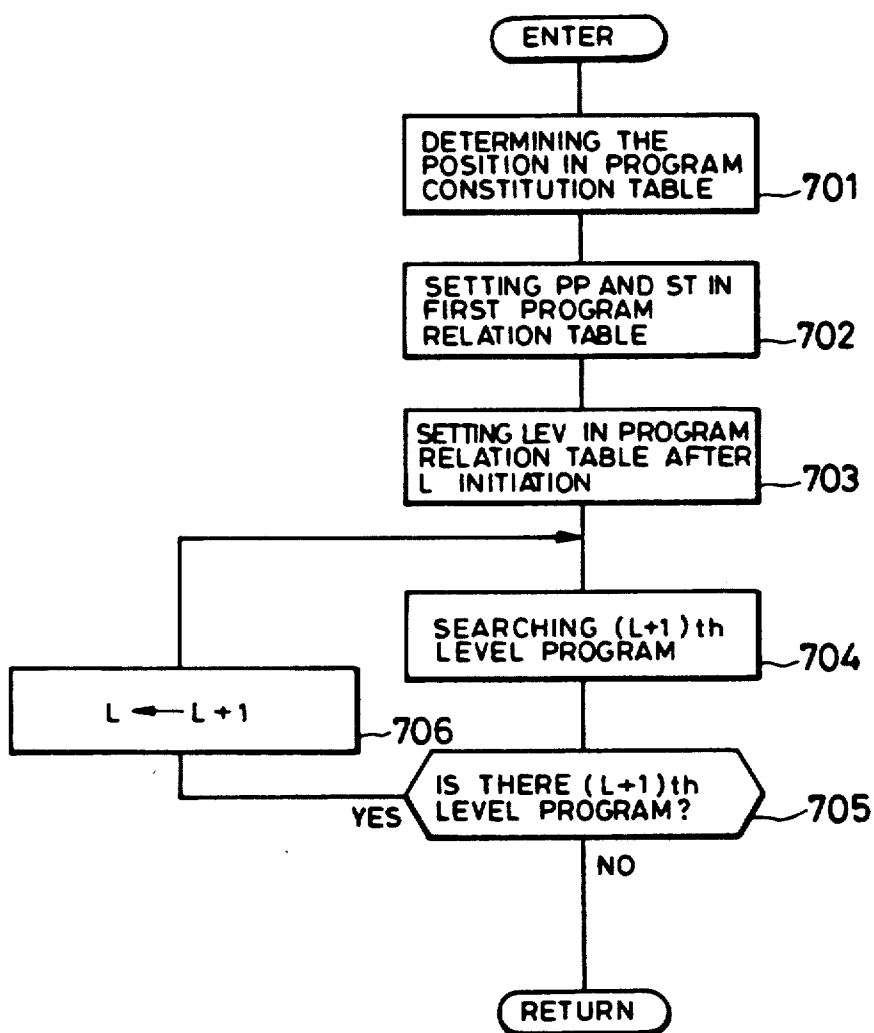 ENTER
DETERMINING THE
POSITION IN PROGRAM
CONSTITUTION TABLE
701
SETTING PP AND ST IN
FIRST PROGRAM
RELATION TABLE
702
SETTING LEV IN PROGRAM
RELATION TABLE AFTER
L INITIATION
703
SEARCHING (L+1)th
LEVEL PROGRAM
704
L ← L+1
706
IS THERE (L+1)th
LEVEL PROGRAM?
705
YES
NO
RETURN